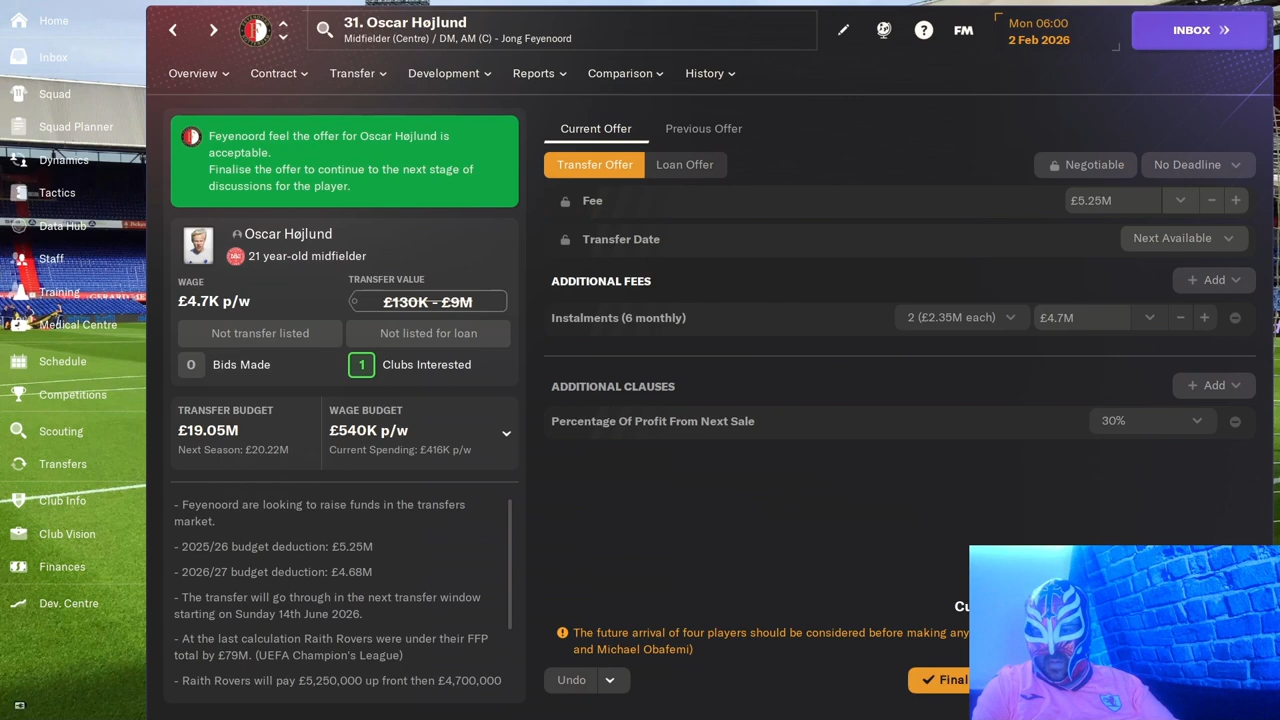 Home
Inbox
Squad
Squad Planner
Dynamics
Tactics
Data Hub
Staff
Training
Medical Centre
Schedule
Competitions
Scouting
Transfers
Club Info
Club Vision
Finances
Dev. Centre
31. Oscar Højlund
Midfielder (Centre) / DM, AM (C) - Jong Feyenoord
FM
Mon 06:00
2 Feb 2026
INBOX
Overview
Contract
Transfer
Development
Reports
Comparison
History
Feyenoord feel the offer for Oscar Højlund is
acceptable.
Finalise the offer to continue to the next stage of
discussions for the player.
Oscar Højlund
21 year-old midfielder
WAGE
TRANSFER VALUE
£4.7K p/w
£130K - £9M
Not transfer listed
Not listed for loan
0 Bids Made
1 Clubs Interested
TRANSFER BUDGET
WAGE BUDGET
£19.05M
£540K p/w
Next Season: £20.22M
Current Spending: £416K p/w
- Feyenoord are looking to raise funds in the transfers
market.
- 2025/26 budget deduction: £5.25M
- 2026/27 budget deduction: £4.68M
- The transfer will go through in the next transfer window
starting on Sunday 14th June 2026.
- At the last calculation Raith Rovers were under their FFP
total by £79M. (UEFA Champion's League)
- Raith Rovers will pay £5,250,000 up front then £4,700,000
Current Offer
Previous Offer
Transfer Offer
Loan Offer
Negotiable
No Deadline
Fee
£5.25M
Transfer Date
Next Available
ADDITIONAL FEES
Add
Instalments (6 monthly)
2 (£2.35M each)
£4.7M
ADDITIONAL CLAUSES
Add
Percentage Of Profit From Next Sale
30%
The future arrival of four players should be considered before making any
and Michael Obafemi)
Undo